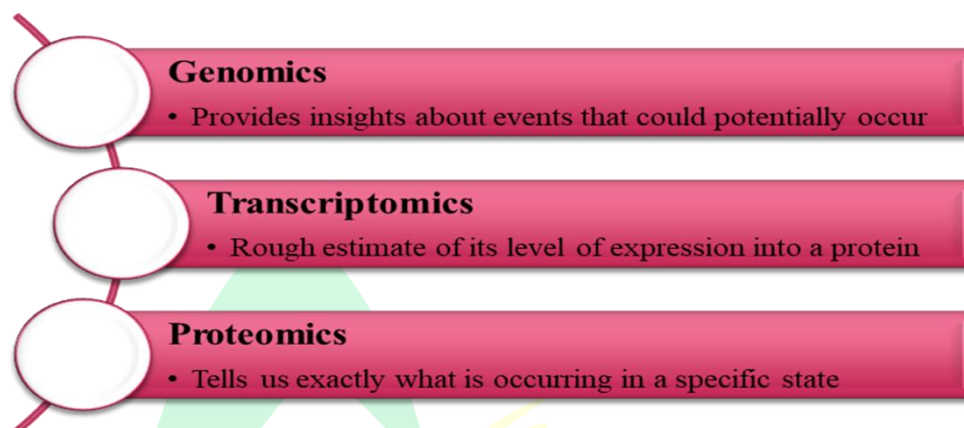 Genomics
• Provides insights about events that could potentially occur
Transcriptomics
• Rough estimate of its level of expression into a protein
Proteomics
• Tells us exactly what is occurring in a specific state